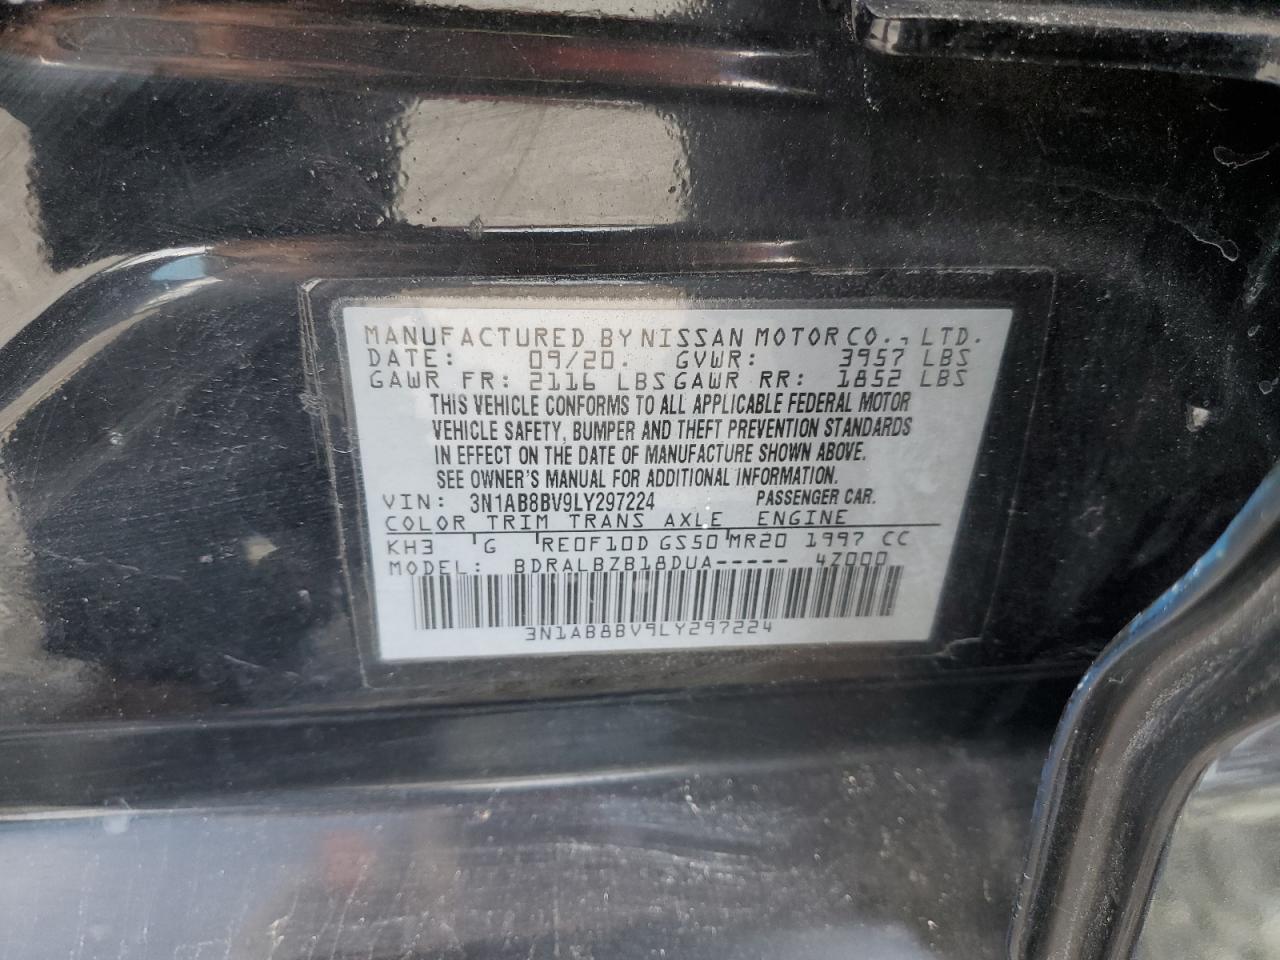 MANUFACTURED BY NISSAN MOTOR CO., LTD.
DATE: 09/20. GVWR: 3957 LBS
GAWR FR: 2116 LBS GAWR RR: 1852 LBS
THIS VEHICLE CONFORMS TO ALL APPLICABLE FEDERAL MOTOR
VEHICLE SAFETY, BUMPER AND THEFT PREVENTION STANDARDS
IN EFFECT ON THE DATE OF MANUFACTURE SHOWN ABOVE.
SEE OWNER'S MANUAL FOR ADDITIONAL INFORMATION.
VIN: 3N1AB8BV9LY297224 PASSENGER CAR.
COLOR TRIM TRANS AXLE ENGINE
KH3 G RE0F10D GS50 MR20 1997 CC
MODEL: BDRALBZB18DUA----- 4Z000
3N1AB8BV9LY297224